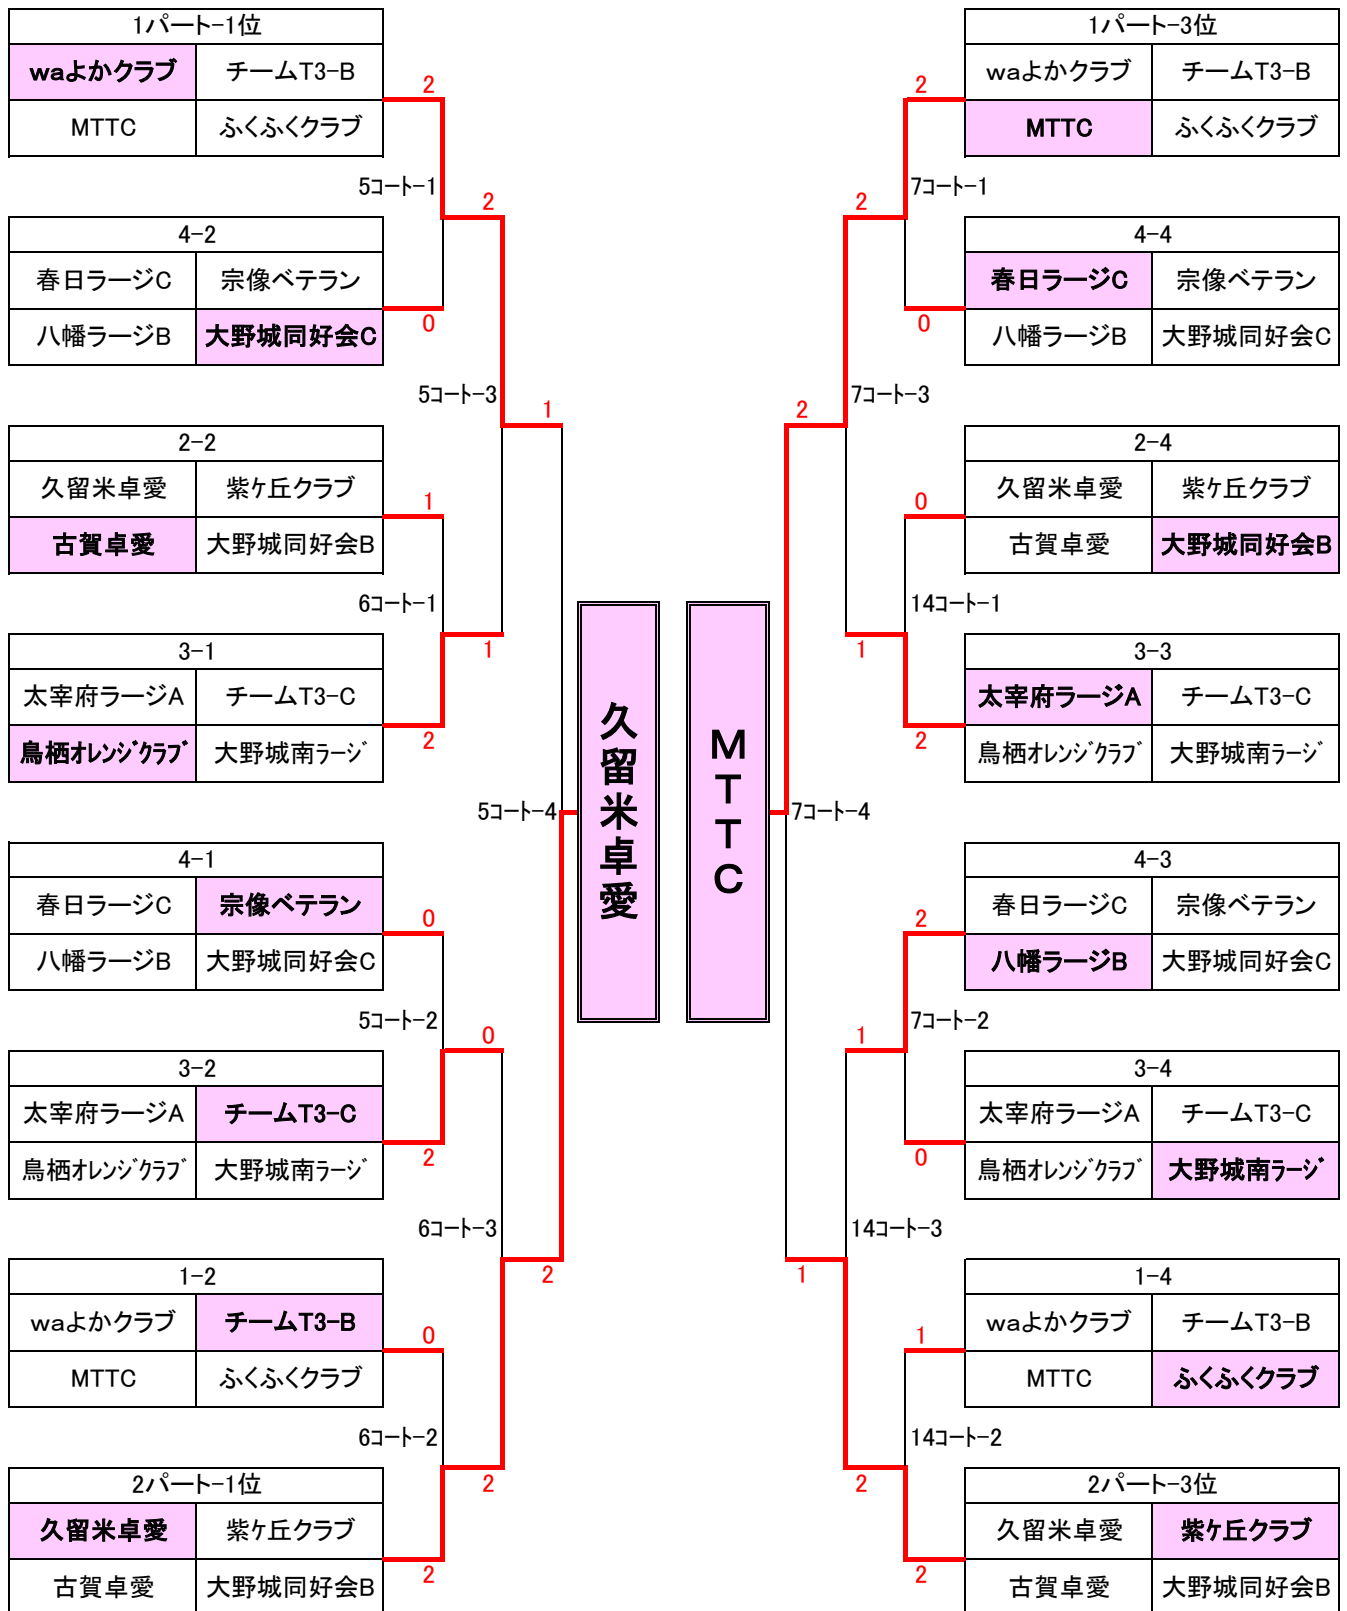 1パート-1位
waよかクラブ チームT3-B
2
MTTC ふくふくクラブ
5コート-1
2
4-2
春日ラージC 宗像ベテラン
八幡ラージB 大野城同好会C
0
5コート-3
1
2-2
久留米卓愛 紫ケ丘クラブ
1
古賀卓愛 大野城同好会B
6コート-1
1
3-1
太宰府ラージA チームT3-C
鳥栖オレンジクラブ 大野城南ラージ
2
5コート-4
4-1
春日ラージC 宗像ベテラン
0
八幡ラージB 大野城同好会C
5コート-2
0
3-2
太宰府ラージA チームT3-C
鳥栖オレンジクラブ 大野城南ラージ
2
6コート-3
2
1-2
waよかクラブ チームT3-B
0
MTTC ふくふくクラブ
6コート-2
2
2パート-1位
久留米卓愛 紫ケ丘クラブ
古賀卓愛 大野城同好会B
2
久留米卓愛
MTTC
1パート-3位
waよかクラブ チームT3-B
2
MTTC ふくふくクラブ
7コート-1
2
4-4
春日ラージC 宗像ベテラン
八幡ラージB 大野城同好会C
0
7コート-3
2
2-4
久留米卓愛 紫ケ丘クラブ
0
古賀卓愛 大野城同好会B
14コート-1
1
3-3
太宰府ラージA チームT3-C
鳥栖オレンジクラブ 大野城南ラージ
2
7コート-4
4-3
春日ラージC 宗像ベテラン
2
八幡ラージB 大野城同好会C
7コート-2
1
3-4
太宰府ラージA チームT3-C
鳥栖オレンジクラブ 大野城南ラージ
0
14コート-3
1
1-4
waよかクラブ チームT3-B
1
MTTC ふくふくクラブ
14コート-2
2
2パート-3位
久留米卓愛 紫ケ丘クラブ
古賀卓愛 大野城同好会B
2